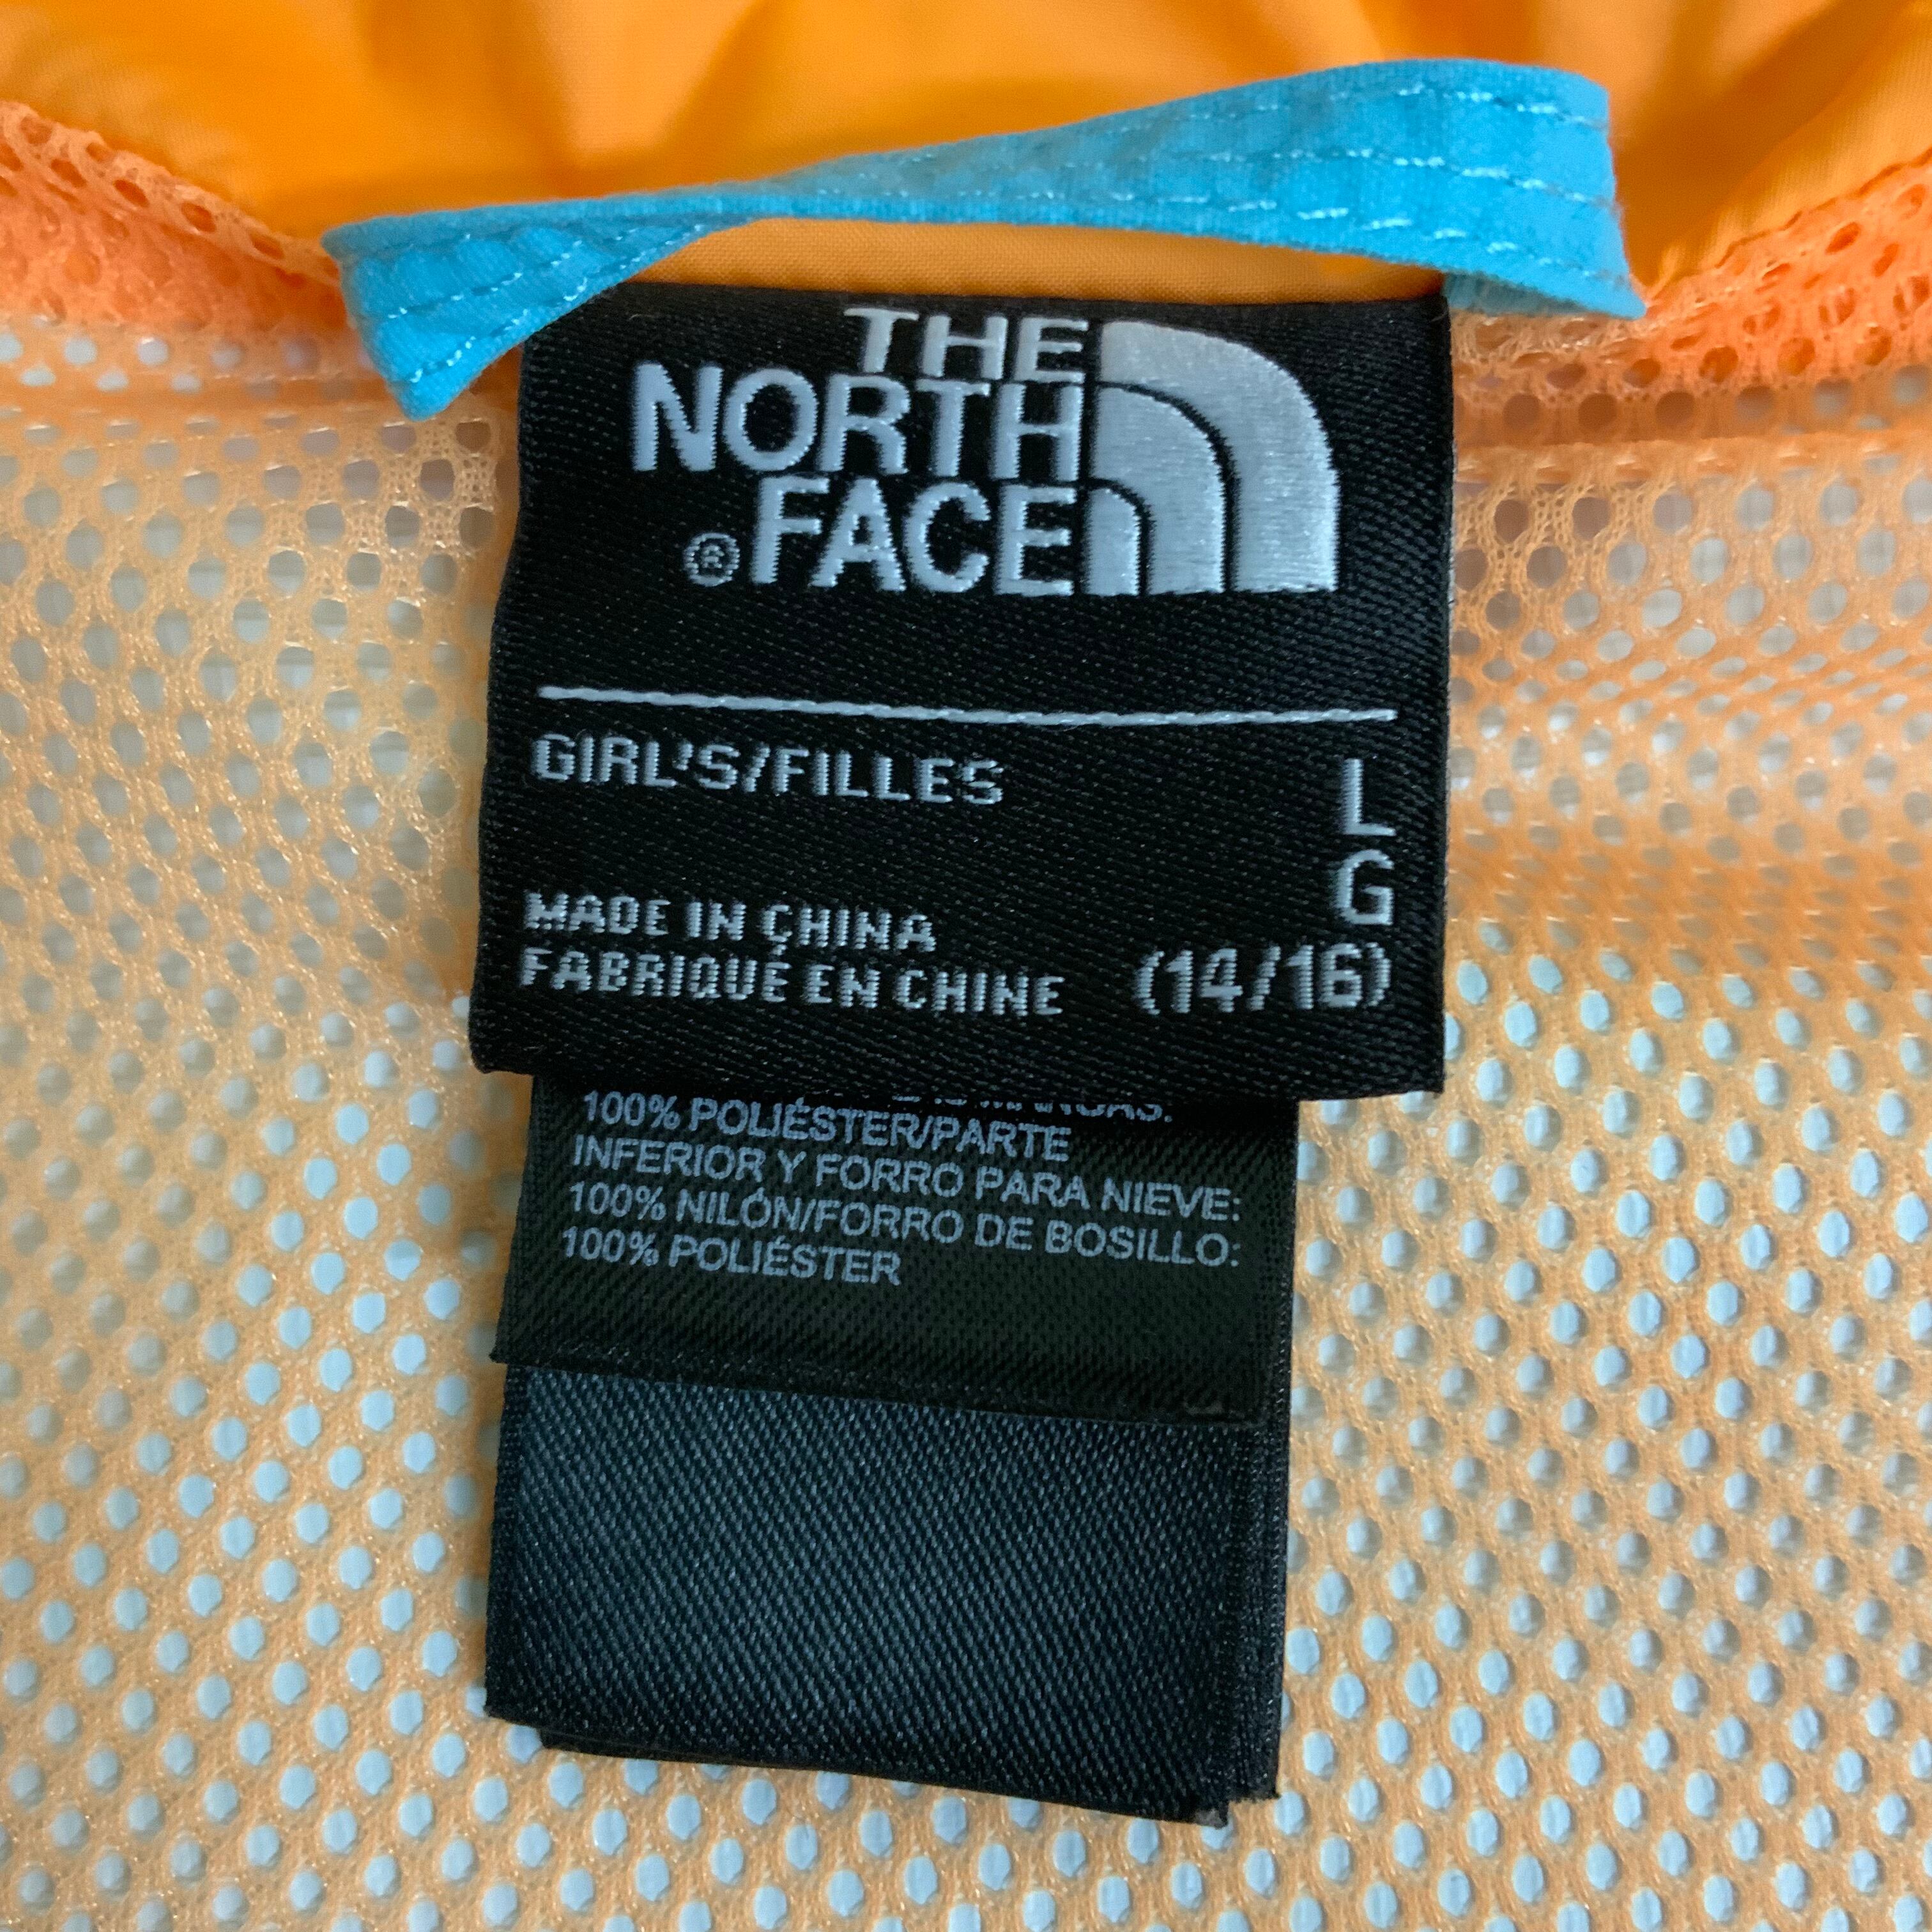 THE
NORTH
® FACE
GIRL'S/FILLES L
G
MADE IN CHINA
FABRIQUÉ EN CHINE (14/16)
MANGAS:
100% POLIÉSTER/PARTE
INFERIOR Y FORRO PARA NIEVE:
100% NILÓN/FORRO DE BOSILLO:
100% POLIÉSTER